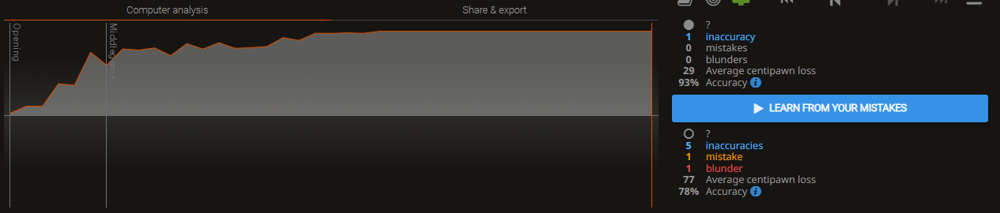 Computer analysis
Share & export
Opening
Middlegame
?
1 inaccuracy
0 mistakes
0 blunders
29 Average centipawn loss
93% Accuracy i
LEARN FROM YOUR MISTAKES
?
5 inaccuracies
1 mistake
1 blunder
77 Average centipawn loss
78% Accuracy i